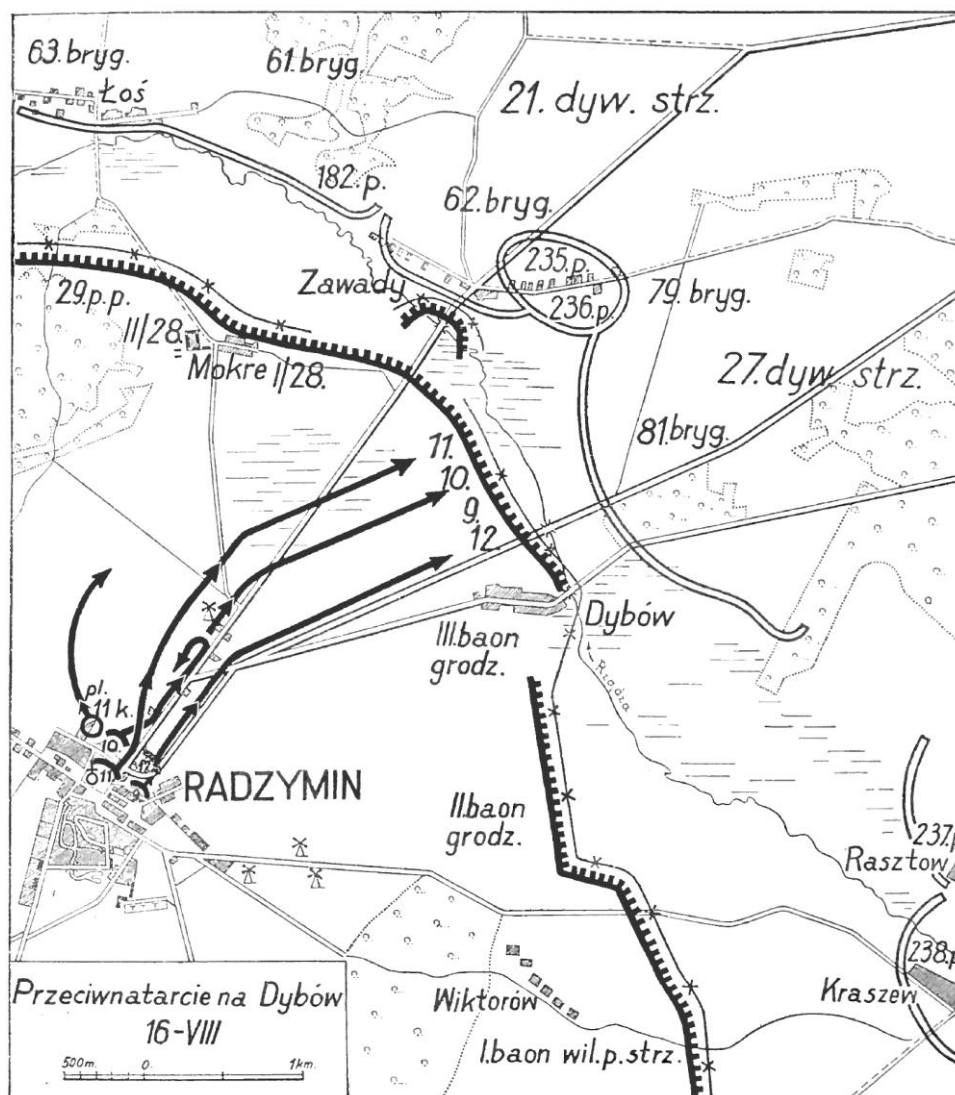 63. bryg.
Łoś
61. bryg.
21. dyw. strz.
182. p.
62. bryg.
235. p.
236. p.
79. bryg.
Zawady
29. p. p.
II/28.
Mokre I/28.
27. dyw. strz.
81. bryg.
11.
10.
9.
12.
Dybów
III. baon
grodz.
Rządza
pl.
11 k.
10.
11.
12.
9.
RADZYMIN
II. baon
grodz.
237. p.
Rasztow
238. p.
Kraszew
Wiktorów
I. baon wil. p. strz.
Przeciwnatarcie na Dybów
16-VIII
500 m. 0. 1 km.